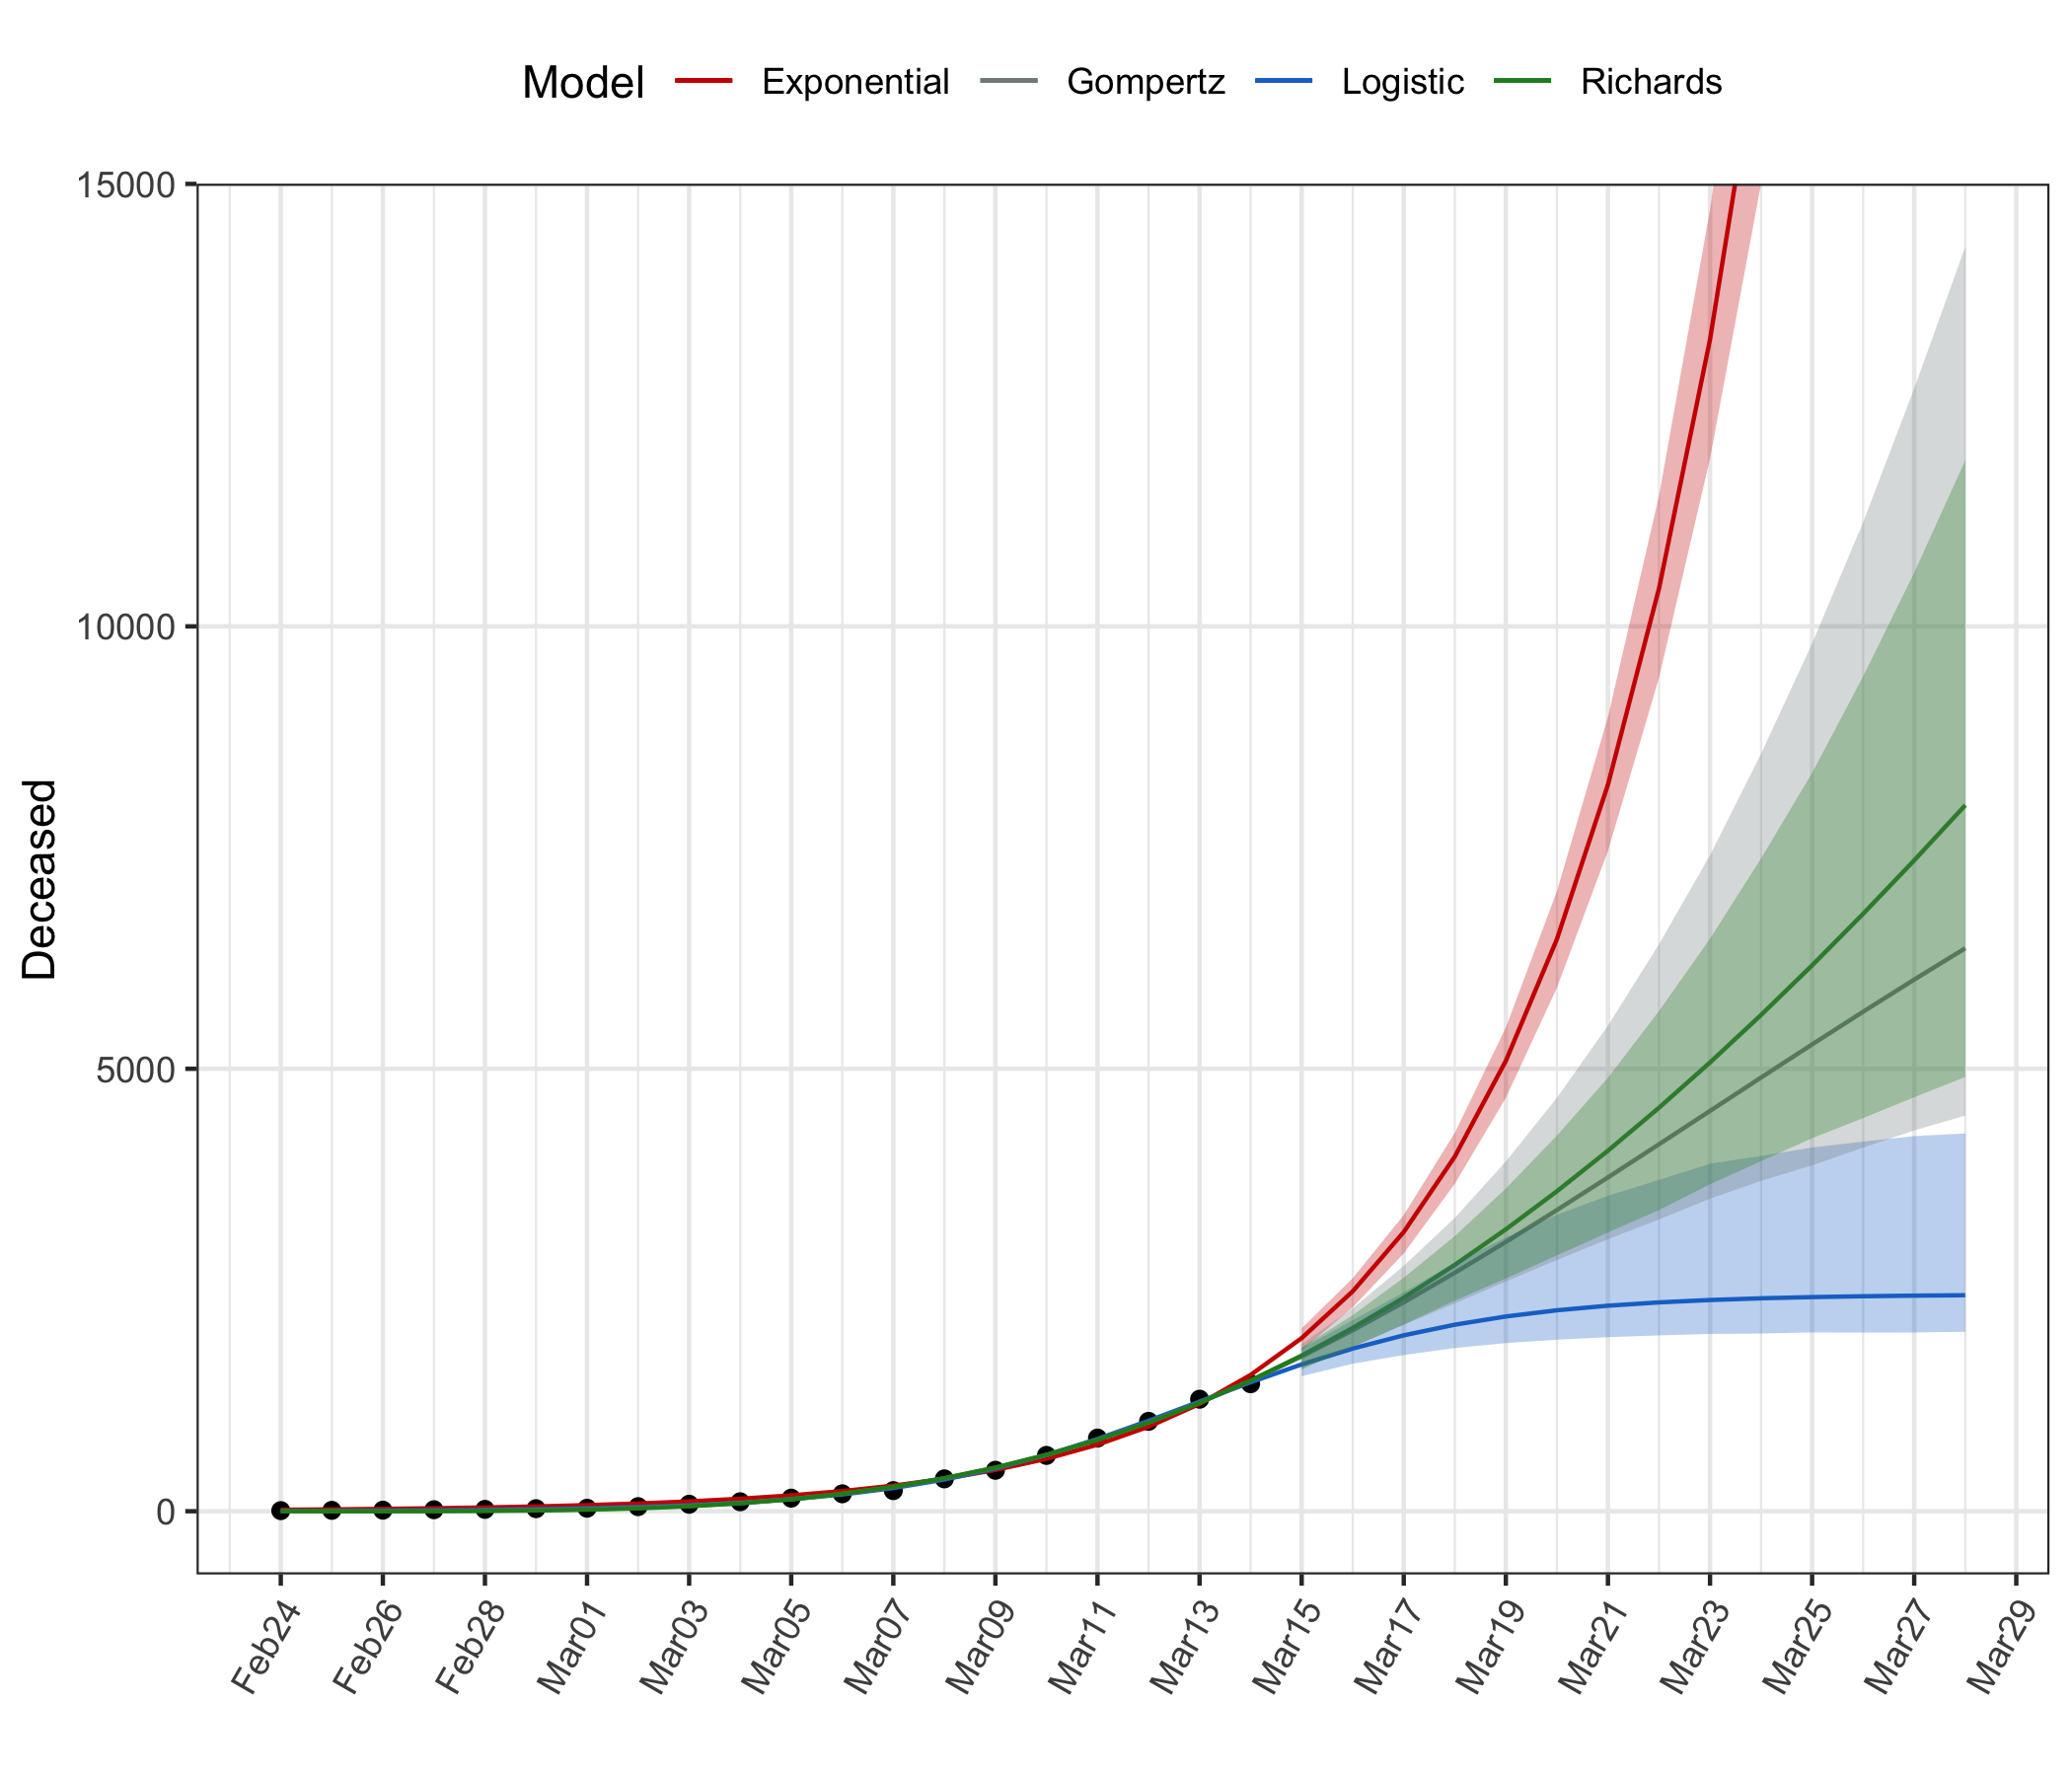 Model Exponential Gompertz Logistic Richards
15000
10000
5000
0
Deceased
Feb24 Feb26 Feb28 Mar01 Mar03 Mar05 Mar07 Mar09 Mar11 Mar13 Mar15 Mar17 Mar19 Mar21 Mar23 Mar25 Mar27 Mar29